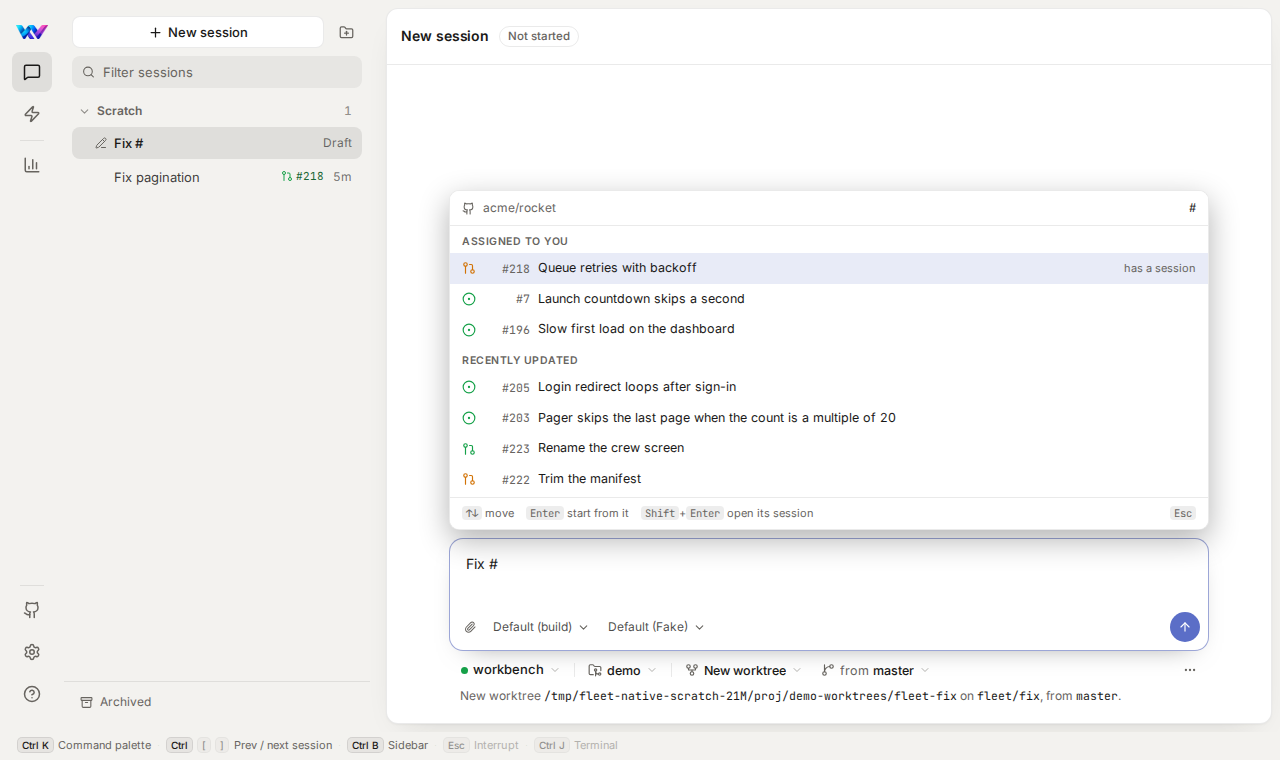 New session
Filter sessions
Scratch 1
Fix # Draft
Fix pagination #218 5m
Archived
New session Not started
acme/rocket #
ASSIGNED TO YOU
#218 Queue retries with backoff has a session
#7 Launch countdown skips a second
#196 Slow first load on the dashboard
RECENTLY UPDATED
#205 Login redirect loops after sign-in
#203 Pager skips the last page when the count is a multiple of 20
#223 Rename the crew screen
#222 Trim the manifest
↑↓ move Enter start from it Shift+Enter open its session Esc
Fix #
Default (build) Default (Fake)
workbench demo New worktree from master
New worktree /tmp/fleet-native-scratch-21M/proj/demo-worktrees/fleet-fix on fleet/fix, from master.
Ctrl K Command palette Ctrl [ ] Prev / next session Ctrl B Sidebar Esc Interrupt Ctrl J Terminal